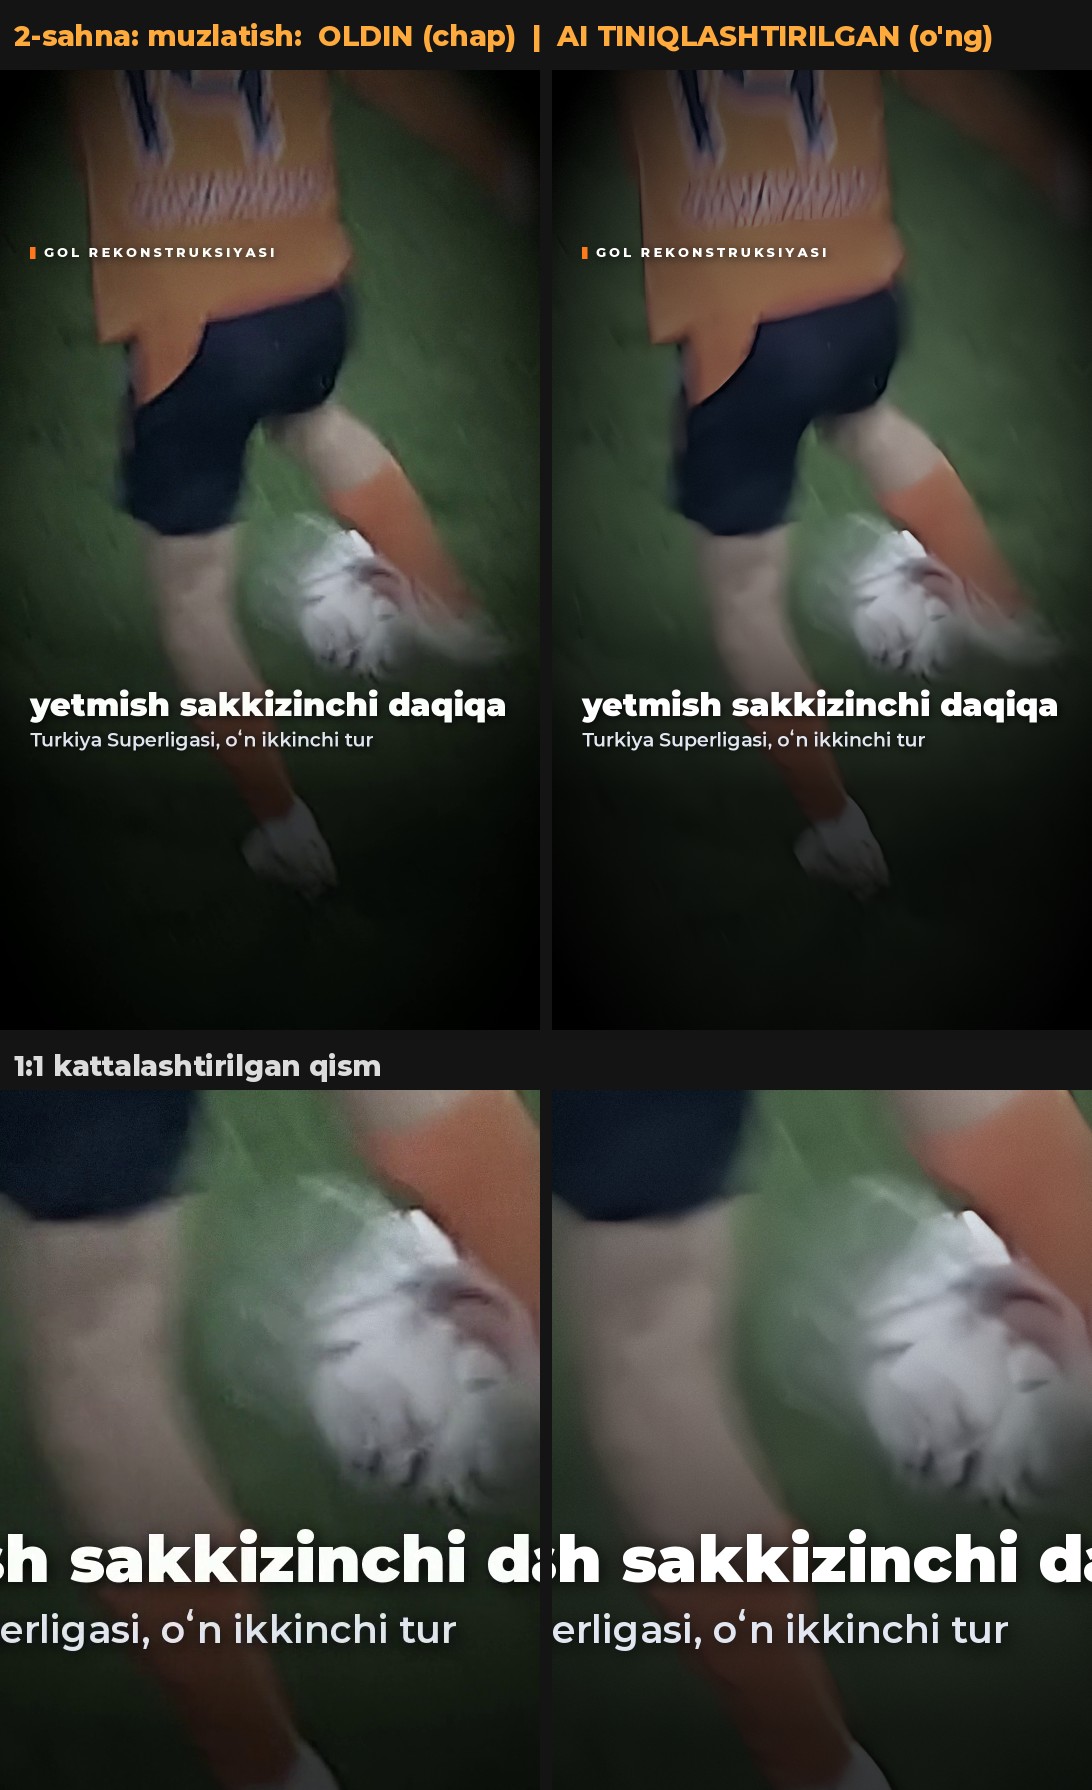 2-sahna: muzlatish: OLDIN (chap) | AI TINIQLASHTIRILGAN (o'ng)
GOL REKONSTRUKSIYASI
yetmish sakkizinchi daqiqa
Turkiya Superligasi, oʻn ikkinchi tur
GOL REKONSTRUKSIYASI
yetmish sakkizinchi daqiqa
Turkiya Superligasi, oʻn ikkinchi tur
1:1 kattalashtirilgan qism
sh sakkizinchi da
erligasi, oʻn ikkinchi tur
sh sakkizinchi da
erligasi, oʻn ikkinchi tur